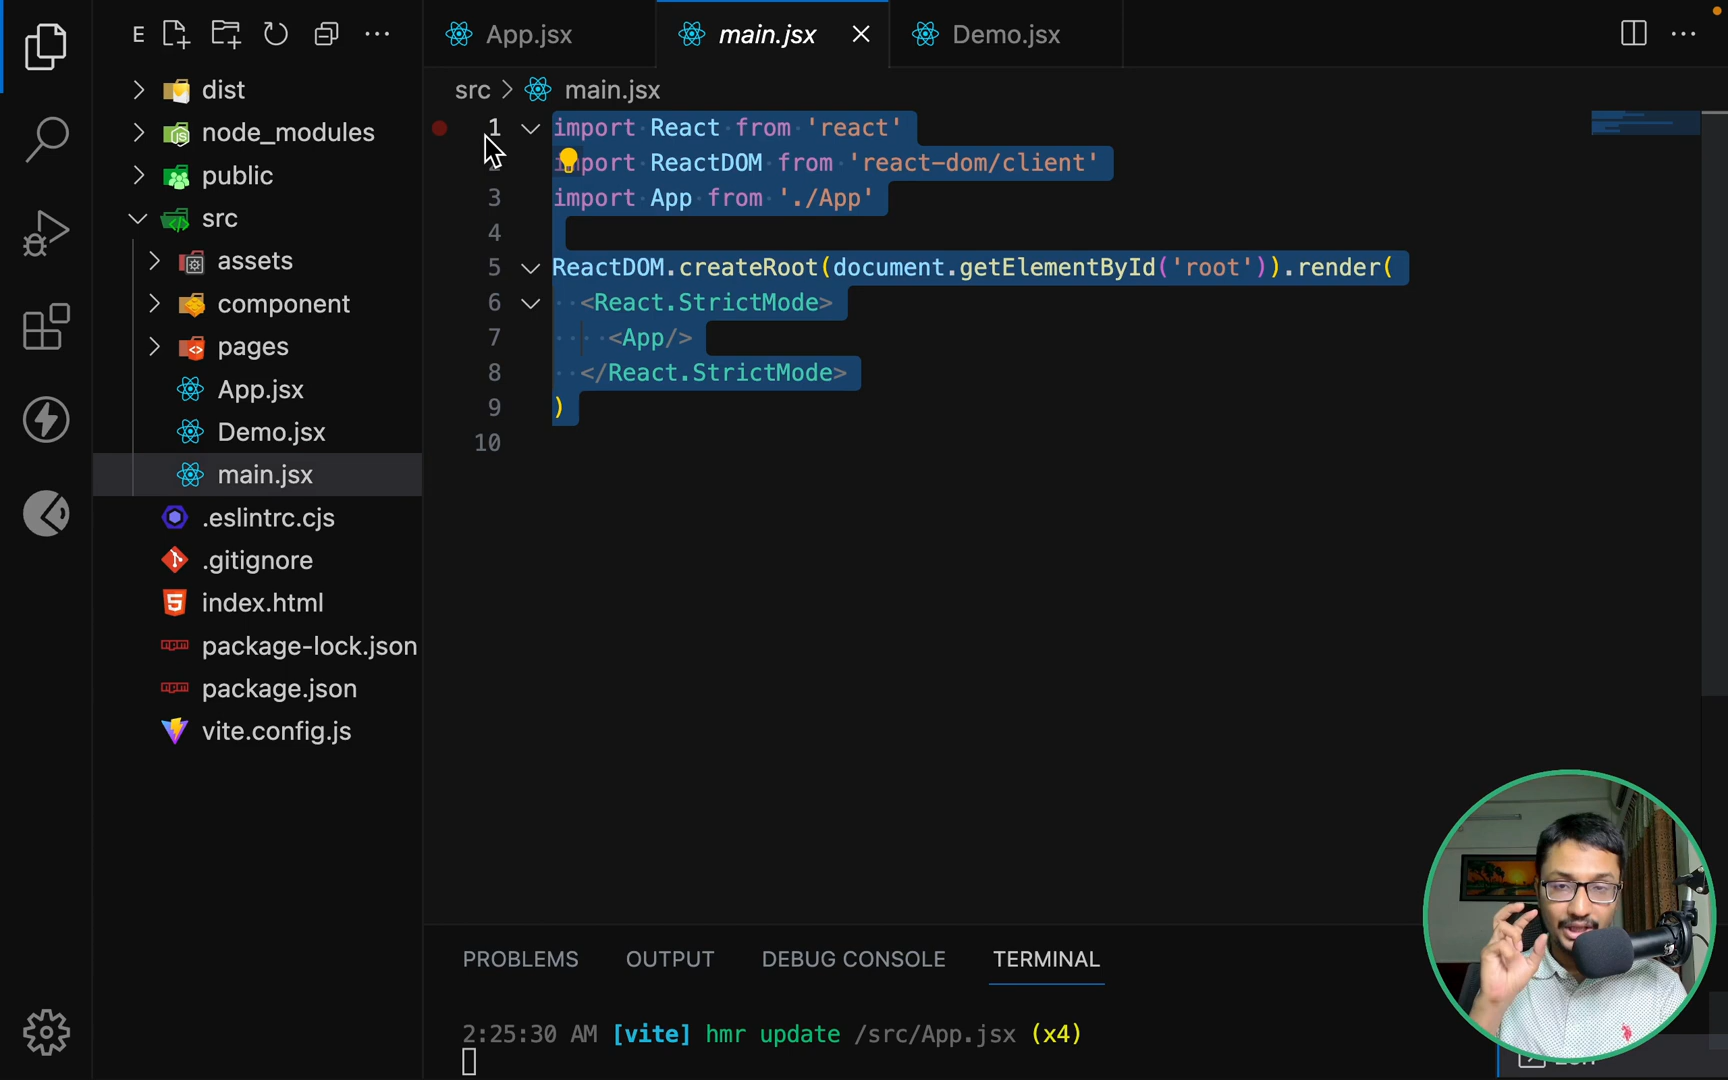 E
App.jsx
main.jsx
Demo.jsx
dist
node_modules
public
src
assets
component
pages
App.jsx
Demo.jsx
main.jsx
.eslintrc.cjs
.gitignore
index.html
package-lock.json
package.json
vite.config.js
src > main.jsx
1 import React from 'react'
import ReactDOM from 'react-dom/client'
3 import App from './App'
4
5 ReactDOM.createRoot(document.getElementById('root')).render(
6 <React.StrictMode>
7 <App/>
8 </React.StrictMode>
9 )
10
PROBLEMS OUTPUT DEBUG CONSOLE TERMINAL
2:25:30 AM [vite] hmr update /src/App.jsx (x4)